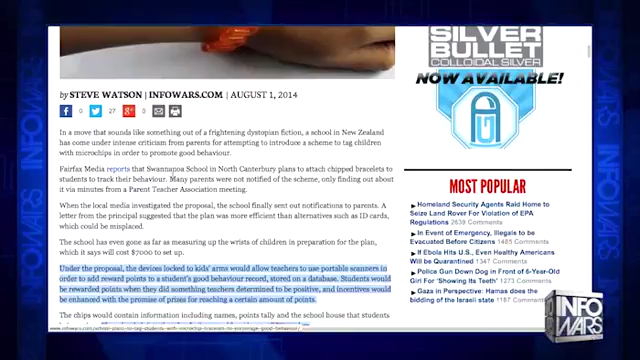 SILVER
BULLET
COLLOIDAL SILVER
NOW AVAILABLE!
by STEVE WATSON | INFOWARS.COM | AUGUST 1, 2014
27
3
In a move that sounds like something out of a frightening dystopian fiction, a school in New Zealand
has come under intense criticism from parents for attempting to introduce a scheme to tag children
with microchips in order to promote good behaviour.
Fairfax Media reports that Swannanoa School in North Canterbury plans to attach chipped bracelets to
students to track their behaviour. Many parents were not notified of the scheme, only finding out about
it via minutes from a Parent Teacher Association meeting.
When the local media investigated the proposal, the school finally sent out notifications to parents. A
letter from the principal suggested that the plan was more efficient than alternatives such as ID cards,
which could be misplaced.
The school has even gone as far as measuring up the wrists of children in preparation for the plan,
which it says will cost $7000 to set up.
Under the proposal, the devices locked to kids' arms would allow teachers to use portable scanners in
order to add reward points to a student's good behaviour record, stored on a database. Students would
be rewarded points when they did something teachers determined to be positive, and incentives would
be enhanced with the promise of prizes for reaching a certain amount of points.
The chips would contain information including names, points tally and the school house that students
MOST POPULAR
Homeland Security Agents Raid Home to
Seize Land Rover For Violation of EPA
Regulations 2639 Comments
In Event of Emergency, Illegals to
be Evacuated Before Citizens 1485 Comments
If Ebola Hits U.S., Even Healthy Americans
Will be Quarantined 1347 Comments
Police Gun Down Dog in Front of 6-Year-Old
Girl For 'Showing Its Teeth' 1273 Comments
Gaza in Perspective: Hamas does the
bidding of the Israeli state 1187 Comments
INFO
WARS
INFOWARS